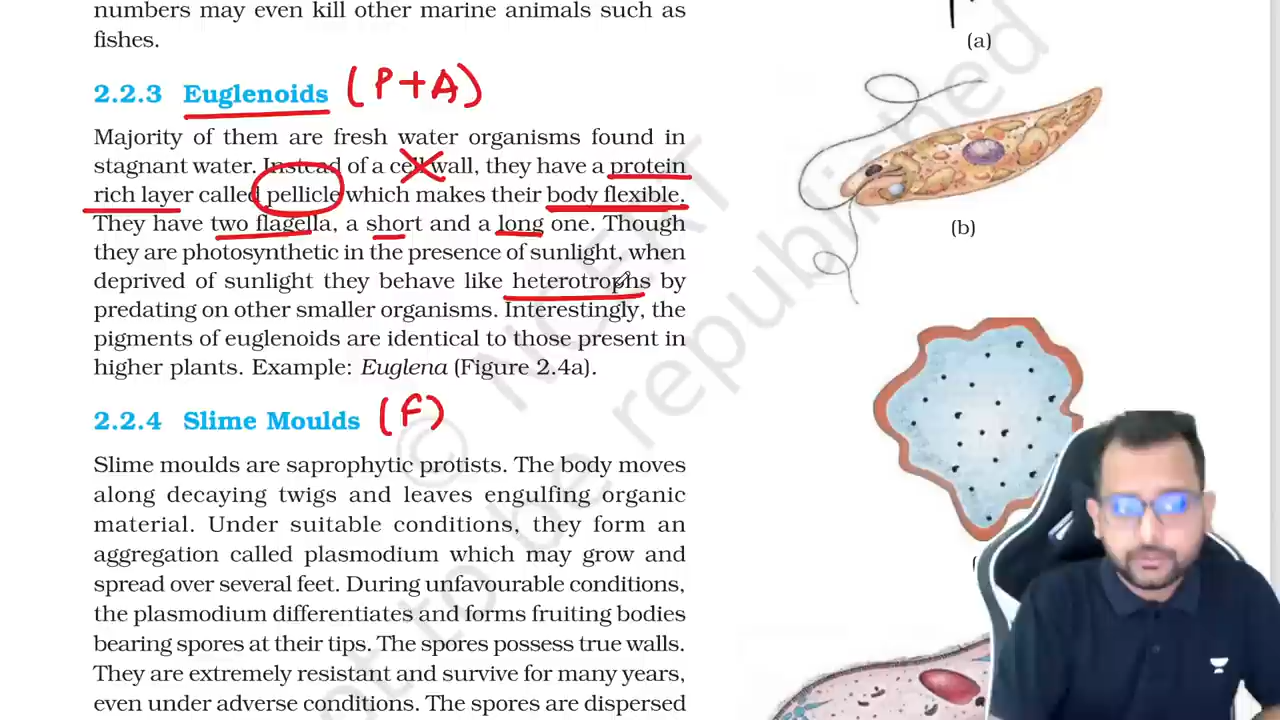 numbers may even kill other marine animals such as
fishes.
(a)
2.2.3 Euglenoids (P+A)
Majority of them are fresh water organisms found in
stagnant water. Instead of a cell wall, they have a protein
rich layer called pellicle which makes their body flexible.
They have two flagella, a short and a long one. Though
they are photosynthetic in the presence of sunlight, when
deprived of sunlight they behave like heterotrophs by
predating on other smaller organisms. Interestingly, the
pigments of euglenoids are identical to those present in
higher plants. Example: Euglena (Figure 2.4a).
(b)
2.2.4 Slime Moulds (F)
Slime moulds are saprophytic protists. The body moves
along decaying twigs and leaves engulfing organic
material. Under suitable conditions, they form an
aggregation called plasmodium which may grow and
spread over several feet. During unfavourable conditions,
the plasmodium differentiates and forms fruiting bodies
bearing spores at their tips. The spores possess true walls.
They are extremely resistant and survive for many years,
even under adverse conditions. The spores are dispersed
© NCERT
not to be republished